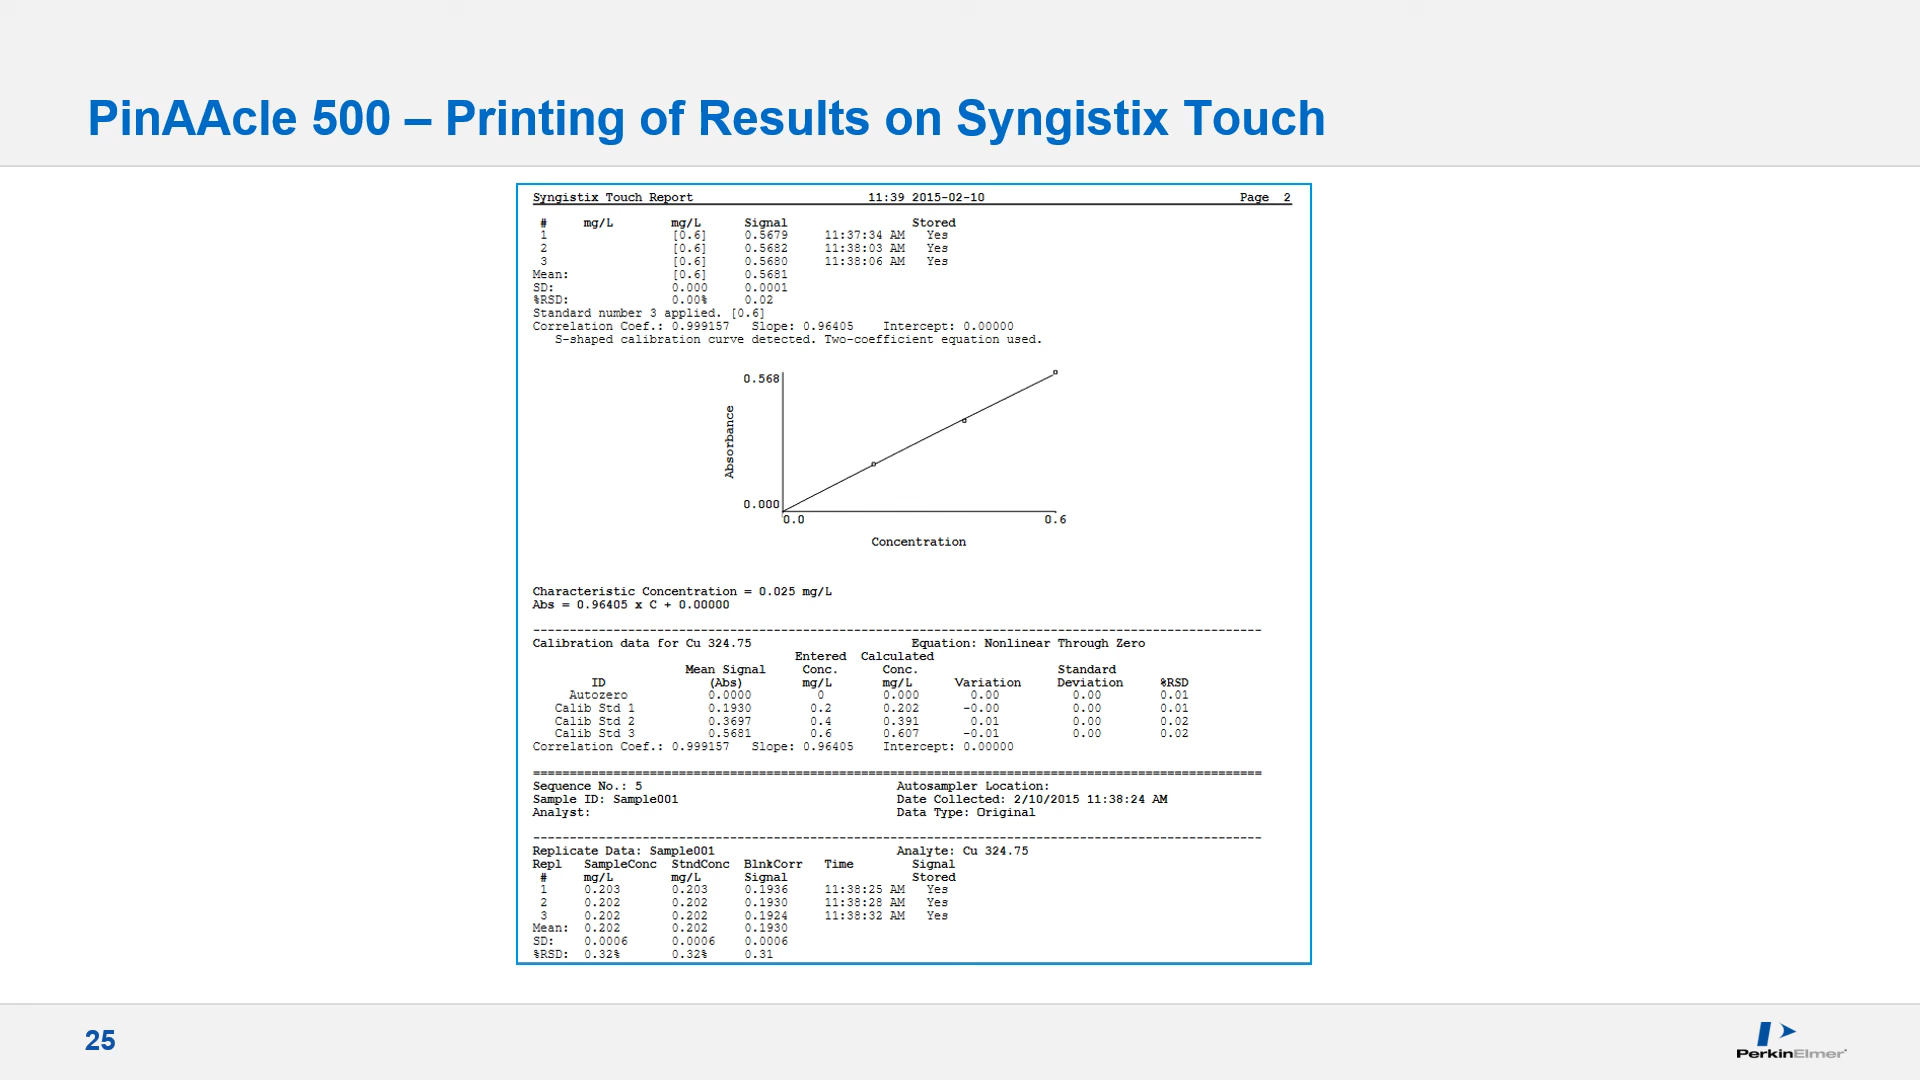 PinAAcle 500 – Printing of Results on Syngistix Touch
Syngistix Touch Report 11:39 2015-02-10 Page 2
# mg/L mg/L Signal Stored
1 [0.6] 0.5679 11:37:34 AM Yes
2 [0.6] 0.5682 11:38:03 AM Yes
3 [0.6] 0.5680 11:38:06 AM Yes
Mean: [0.6] 0.5681
SD: 0.000 0.0001
%RSD: 0.00% 0.02
Standard number 3 applied. [0.6]
Correlation Coef.: 0.999157 Slope: 0.96405 Intercept: 0.00000
S-shaped calibration curve detected. Two-coefficient equation used.
0.568
Absorbance
0.000
0.0 0.6
Concentration
Characteristic Concentration = 0.025 mg/L
Abs = 0.96405 x C + 0.00000
Calibration data for Cu 324.75 Equation: Nonlinear Through Zero
Entered Calculated
Mean Signal Conc. Conc. Standard
ID (Abs) mg/L mg/L Variation Deviation %RSD
Autozero 0.0000 0 0.000 0.00 0.00 0.01
Calib Std 1 0.1930 0.2 0.202 -0.00 0.00 0.01
Calib Std 2 0.3697 0.4 0.391 0.01 0.00 0.02
Calib Std 3 0.5681 0.6 0.607 -0.01 0.00 0.02
Correlation Coef.: 0.999157 Slope: 0.96405 Intercept: 0.00000
Sequence No.: 5 Autosampler Location:
Sample ID: Sample001 Date Collected: 2/10/2015 11:38:24 AM
Analyst: Data Type: Original
Replicate Data: Sample001 Analyte: Cu 324.75
Repl SampleConc StndConc BlnkCorr Time Signal
# mg/L mg/L Signal Stored
1 0.203 0.203 0.1936 11:38:25 AM Yes
2 0.202 0.202 0.1930 11:38:28 AM Yes
3 0.202 0.202 0.1924 11:38:32 AM Yes
Mean: 0.202 0.202 0.1930
SD: 0.0006 0.0006 0.0006
%RSD: 0.32% 0.32% 0.31
25
PerkinElmer